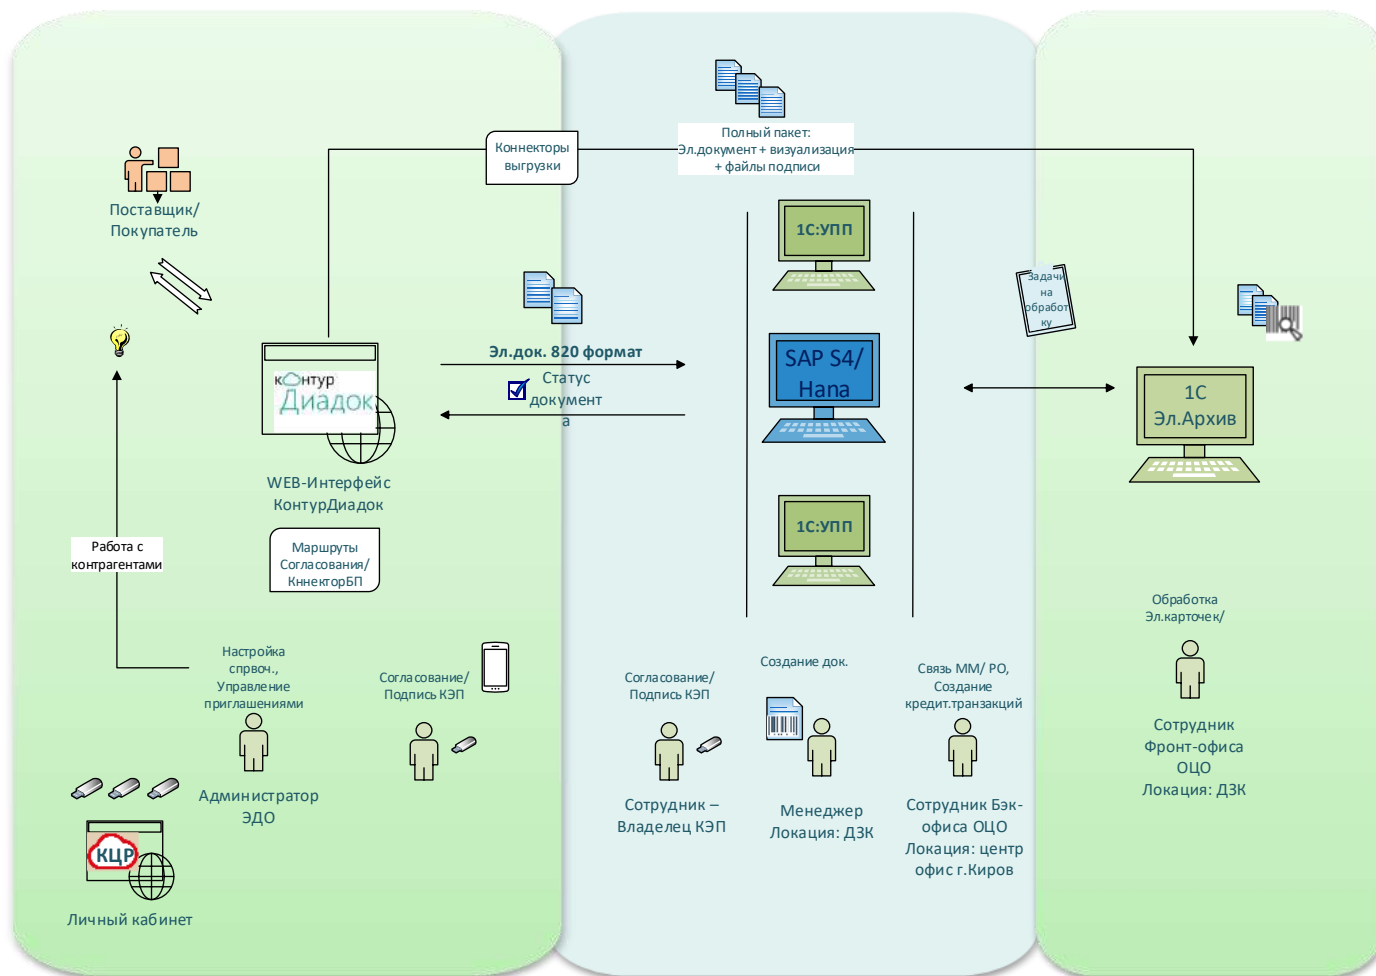 Полный пакет:
Эл.документ + визуализация
+ файлы подписи
Коннекторы
выгрузки
Поставщик/
Покупатель
1С:УПП
Задачи
на
обработ
ку
Эл.док. 820 формат
Статус
документ
а
SAP S4/
Hana
контур
Диадок
1С
Эл.Архив
WEB-Интерфейс
КонтурДиадок
1С:УПП
Работа с
контрагентами
Маршруты
Согласования/
КннекторБП
Обработка
Эл.карточек/
Настройка
спрвоч.,
Управление
приглашениями
Согласование/
Подпись КЭП
Согласование/
Подпись КЭП
Создание док.
Связь ММ/ РО,
Создание
кредит.транзакций
Сотрудник
Фронт-офиса
ОЦО
Локация: ДЗК
Администратор
ЭДО
Сотрудник –
Владелец КЭП
Менеджер
Локация: ДЗК
Сотрудник Бэк-
офиса ОЦО
Локация: центр
офис г.Киров
КЦР
Личный кабинет